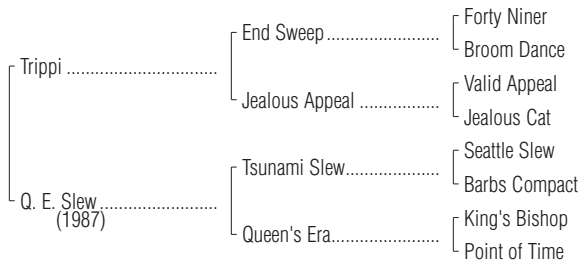 Forty Niner
End Sweep ........................
Broom Dance
Trippi ................................
Valid Appeal
Jealous Appeal .................
Jealous Cat
Seattle Slew
Tsunami Slew....................
Barbs Compact
Q. E. Slew.........................
(1987)
King's Bishop
Queen's Era.......................
Point of Time